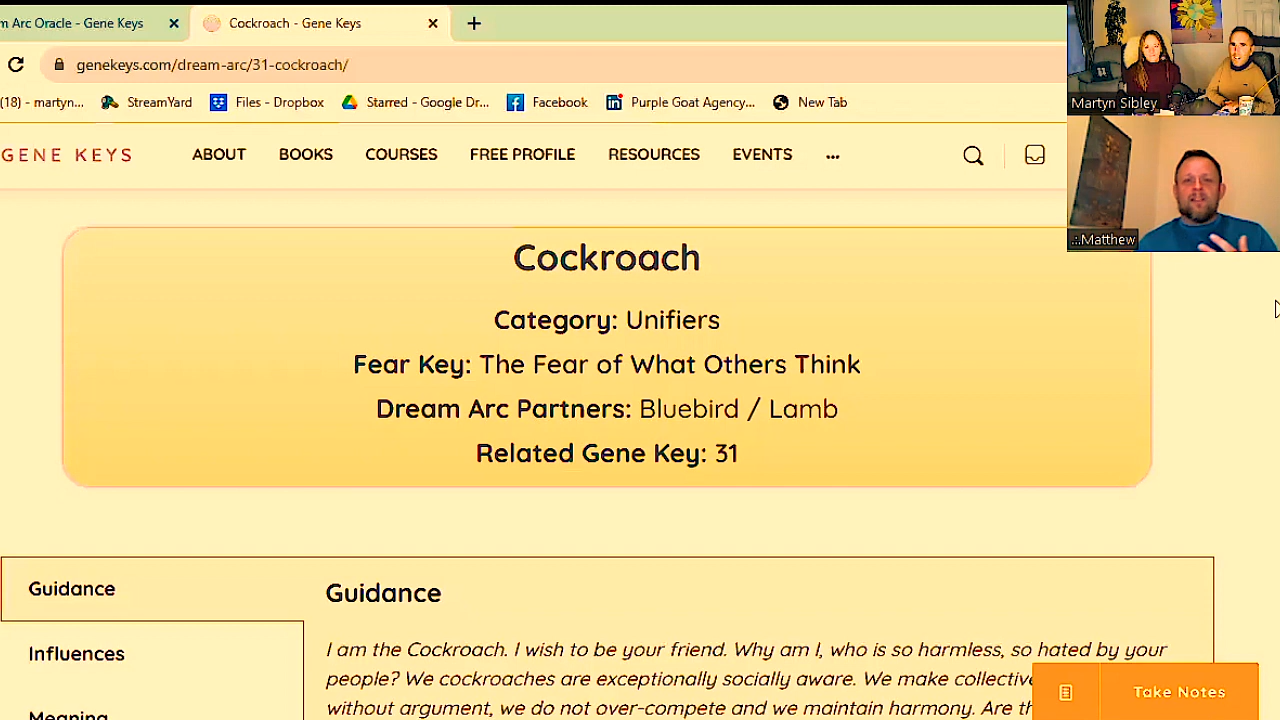 m Arc Oracle - Gene Keys
Cockroach - Gene Keys
genekeys.com/dream-arc/31-cockroach/
(18) - martyn...
StreamYard
Files - Dropbox
Starred - Google Dr...
Facebook
Purple Goat Agency...
New Tab
Martyn Sibley
GENE KEYS
ABOUT
BOOKS
COURSES
FREE PROFILE
RESOURCES
EVENTS
...
.:.Matthew
Cockroach
Category: Unifiers
Fear Key: The Fear of What Others Think
Dream Arc Partners: Bluebird / Lamb
Related Gene Key: 31
Guidance
Influences
Meaning
Guidance
I am the Cockroach. I wish to be your friend. Why am I, who is so harmless, so hated by your
people? We cockroaches are exceptionally socially aware. We make collective
without argument, we do not over-compete and we maintain harmony. Are th
Take Notes